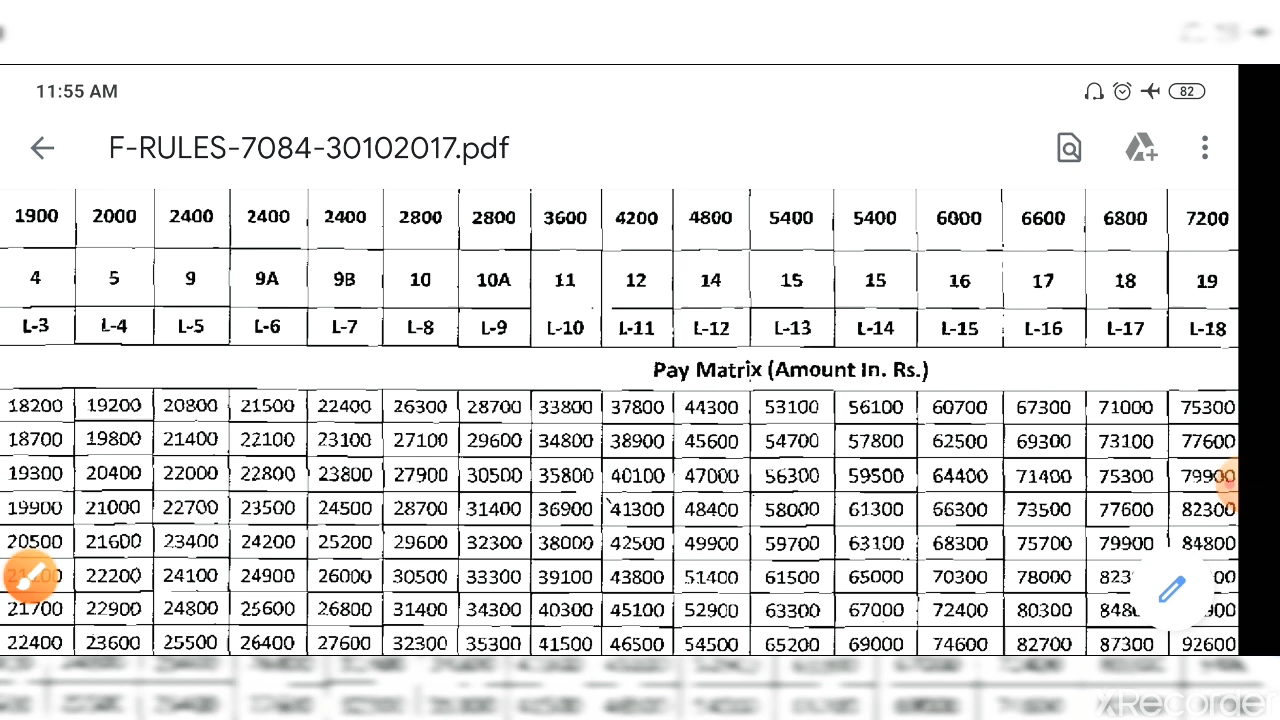 11:55 AM 82
F-RULES-7084-30102017.pdf
1900 2000 2400 2400 2400 2800 2800 3600 4200 4800 5400 5400 6000 6600 6800 7200
4 5 9 9A 9B 10 10A 11 12 14 15 15 16 17 18 19
L-3 L-4 L-5 L-6 L-7 L-8 L-9 L-10 L-11 L-12 L-13 L-14 L-15 L-16 L-17 L-18
Pay Matrix (Amount In. Rs.)
18200 19200 20800 21500 22400 26300 28700 33800 37800 44300 53100 56100 60700 67300 71000 75300
18700 19800 21400 22100 23100 27100 29600 34800 38900 45600 54700 57800 62500 69300 73100 77600
19300 20400 22000 22800 23800 27900 30500 35800 40100 47000 56300 59500 64400 71400 75300 79900
19900 21000 22700 23500 24500 28700 31400 36900 41300 48400 58000 61300 66300 73500 77600 82300
20500 21600 23400 24200 25200 29600 32300 38000 42500 49900 59700 63100 68300 75700 79900 84800
22200 24100 24900 26000 30500 33300 39100 43800 51400 61500 65000 70300 78000
21700 22900 24800 25600 26800 31400 34300 40300 45100 52900 63300 67000 72400 80300
22400 23600 25500 26400 27600 32300 35300 41500 46500 54500 65200 69000 74600 82700 87300 92600
XRecorder